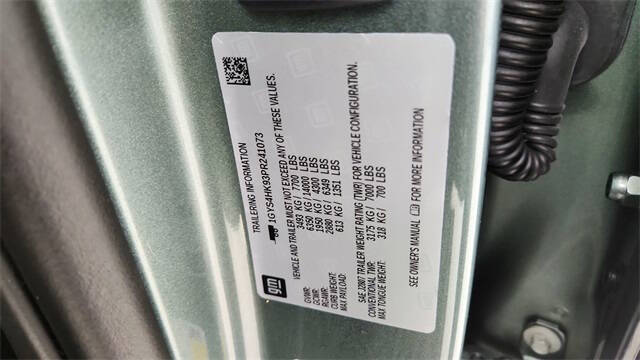 TRAILERING INFORMATION
1GYS4HK93PR241073
VEHICLE AND TRAILER MUST NOT EXCEED ANY OF THESE VALUES.
GVWR: 3493 KG / 7700 LBS
GCWR: 6350 KG / 14000 LBS
RGAWR: 1950 KG / 4300 LBS
CURB WEIGHT: 2880 KG / 6349 LBS
MAX PAYLOAD: 613 KG / 1351 LBS
SAE J2807 TRAILER WEIGHT RATING (TWR) FOR VEHICLE CONFIGURATION.
CONVENTIONAL TWR: 3175 KG / 7000 LBS
MAX TONGUE WEIGHT: 318 KG / 700 LBS
SEE OWNER'S MANUAL FOR MORE INFORMATION
gm